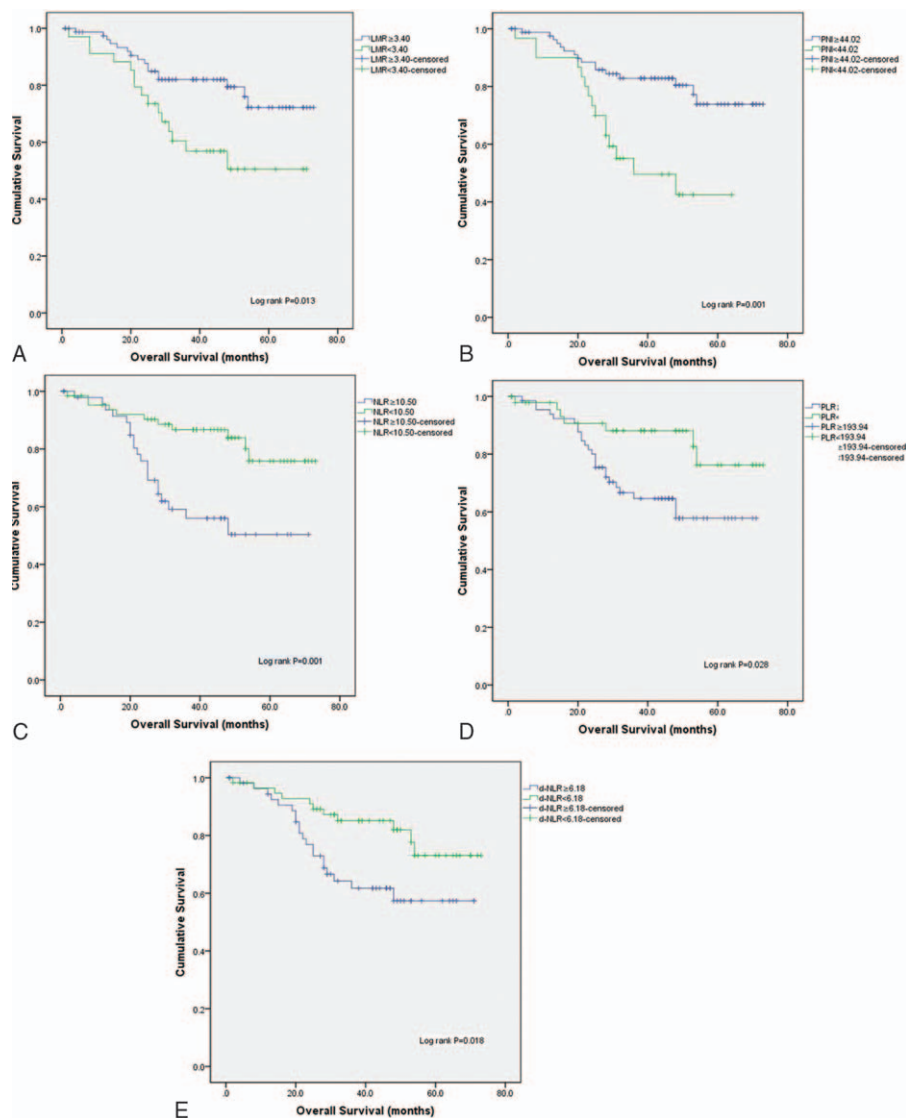 1.0
0.8
0.6
0.4
0.2
0.0
Cumulative Survival
LMR≥3.40
LMR<3.40
LMR≥3.40-censored
LMR<3.40-censored
Log rank P=0.013
.0 20.0 40.0 60.0 80.0
Overall Survival (months)
A
1.0
0.8
0.6
0.4
0.2
0.0
Cumulative Survival
PNI≥44.02
PNI<44.02
PNI≥44.02-censored
PNI<44.02-censored
Log rank P=0.001
.0 20.0 40.0 60.0 80.0
Overall Survival (months)
B
1.0
0.8
0.6
0.4
0.2
0.0
Cumulative Survival
NLR≥10.50
NLR<10.50
NLR≥10.50-censored
NLR<10.50-censored
Log rank P=0.001
.0 20.0 40.0 60.0 80.0
Overall Survival (months)
C
1.0
0.8
0.6
0.4
0.2
0.0
Cumulative Survival
PLR≥
PLR<
PLR≥193.94
PLR<193.94
≥193.94-censored
193.94-censored
Log rank P=0.028
.0 20.0 40.0 60.0 80.0
Overall Survival (months)
D
1.0
0.8
0.6
0.4
0.2
0.0
Cumulative Survival
d-NLR≥6.18
d-NLR<6.18
d-NLR≥6.18-censored
d-NLR<6.18-censored
Log rank P=0.018
.0 20.0 40.0 60.0 80.0
Overall Survival (months)
E